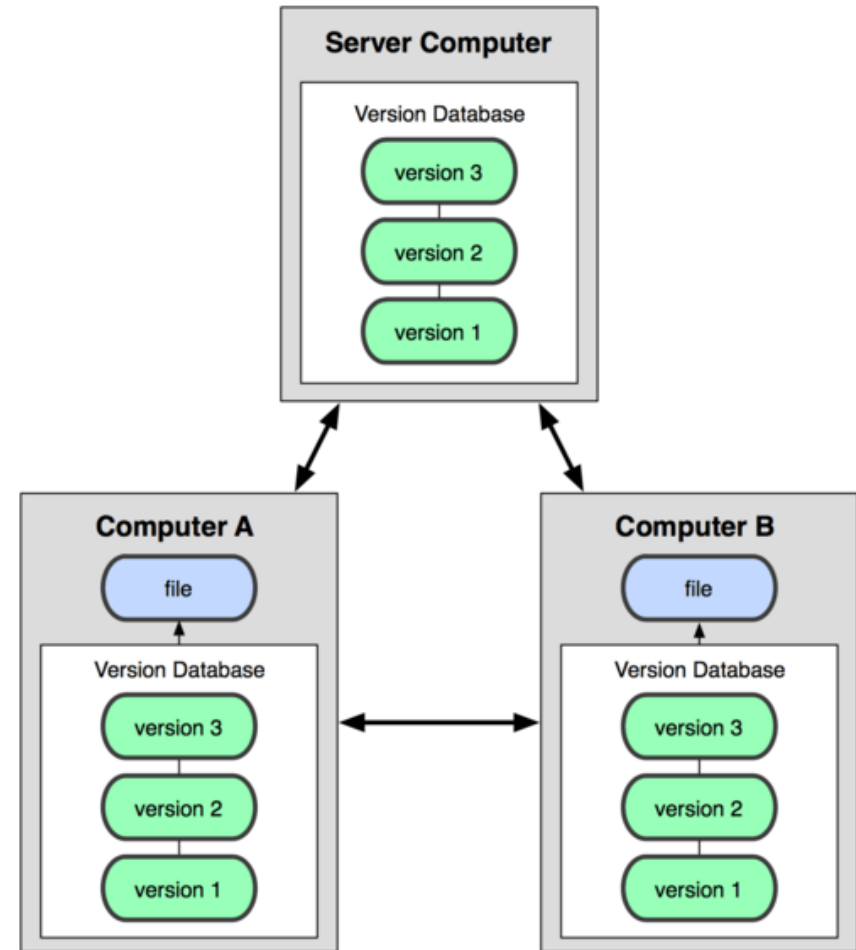 Server Computer
Version Database
version 3
version 2
version 1
Computer A
file
Version Database
version 3
version 2
version 1
Computer B
file
Version Database
version 3
version 2
version 1